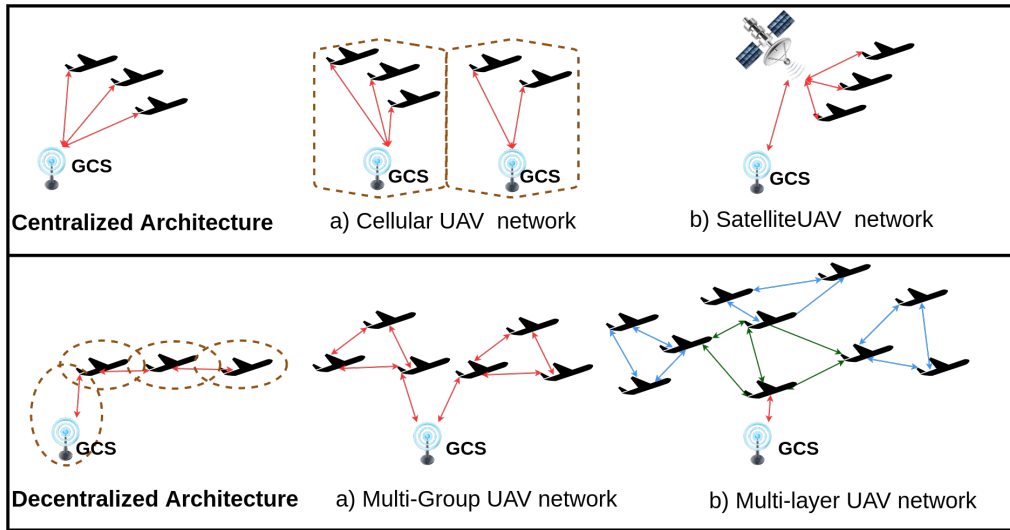 GCS
GCS
GCS
GCS
Centralized Architecture
a) Cellular UAV network
b) SatelliteUAV network
GCS
GCS
GCS
Decentralized Architecture
a) Multi-Group UAV network
b) Multi-layer UAV network